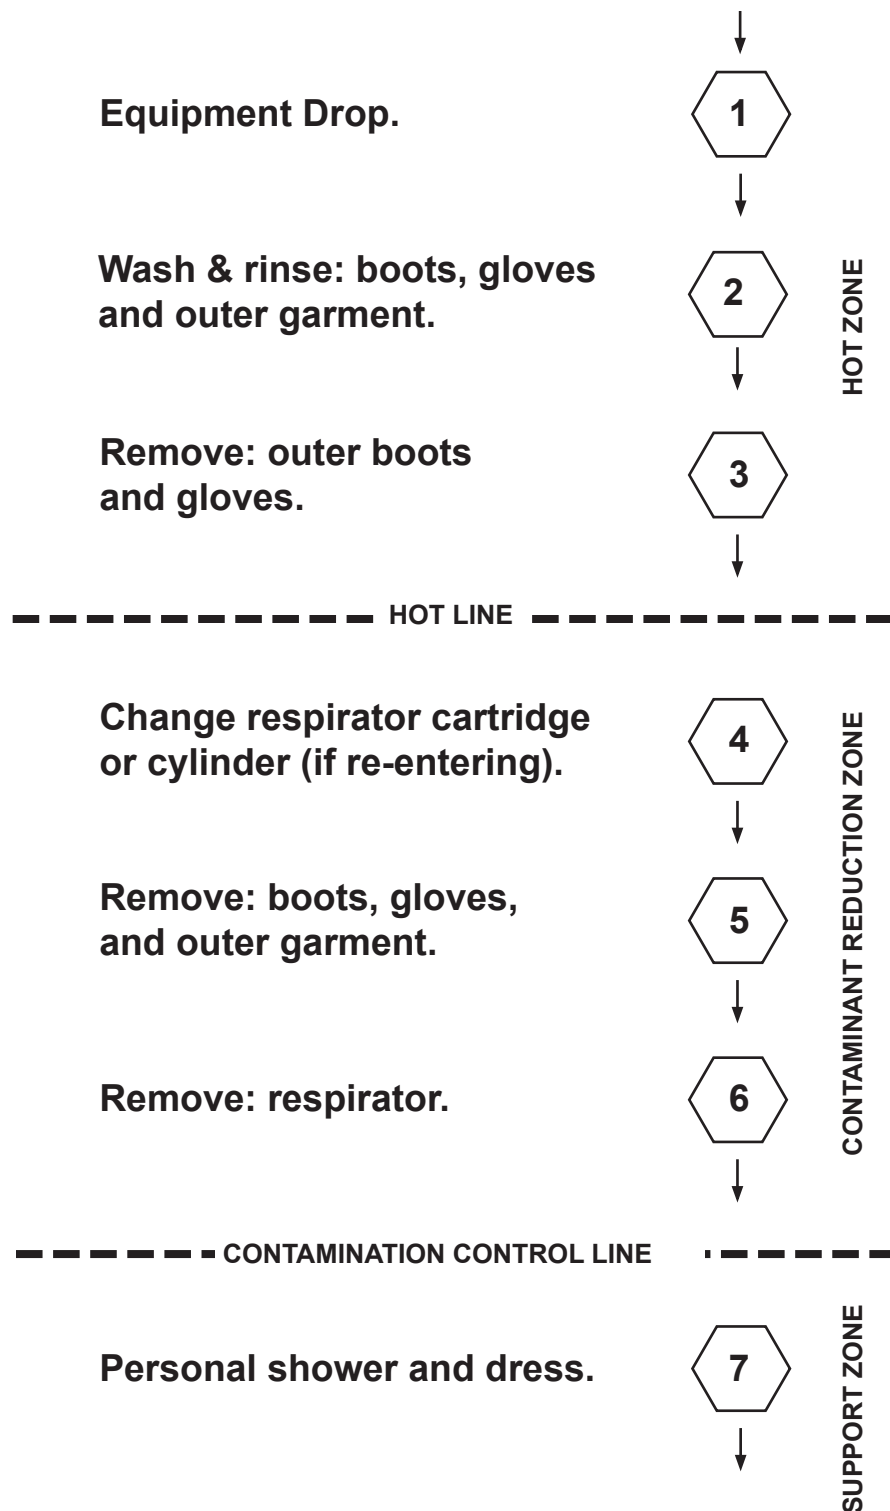 Equipment Drop.
1
Wash & rinse: boots, gloves
and outer garment.
2
HOT ZONE
Remove: outer boots
and gloves.
3
HOT LINE
Change respirator cartridge
or cylinder (if re-entering).
4
CONTAMINANT REDUCTION ZONE
Remove: boots, gloves,
and outer garment.
5
Remove: respirator.
6
CONTAMINATION CONTROL LINE
Personal shower and dress.
7
SUPPORT ZONE